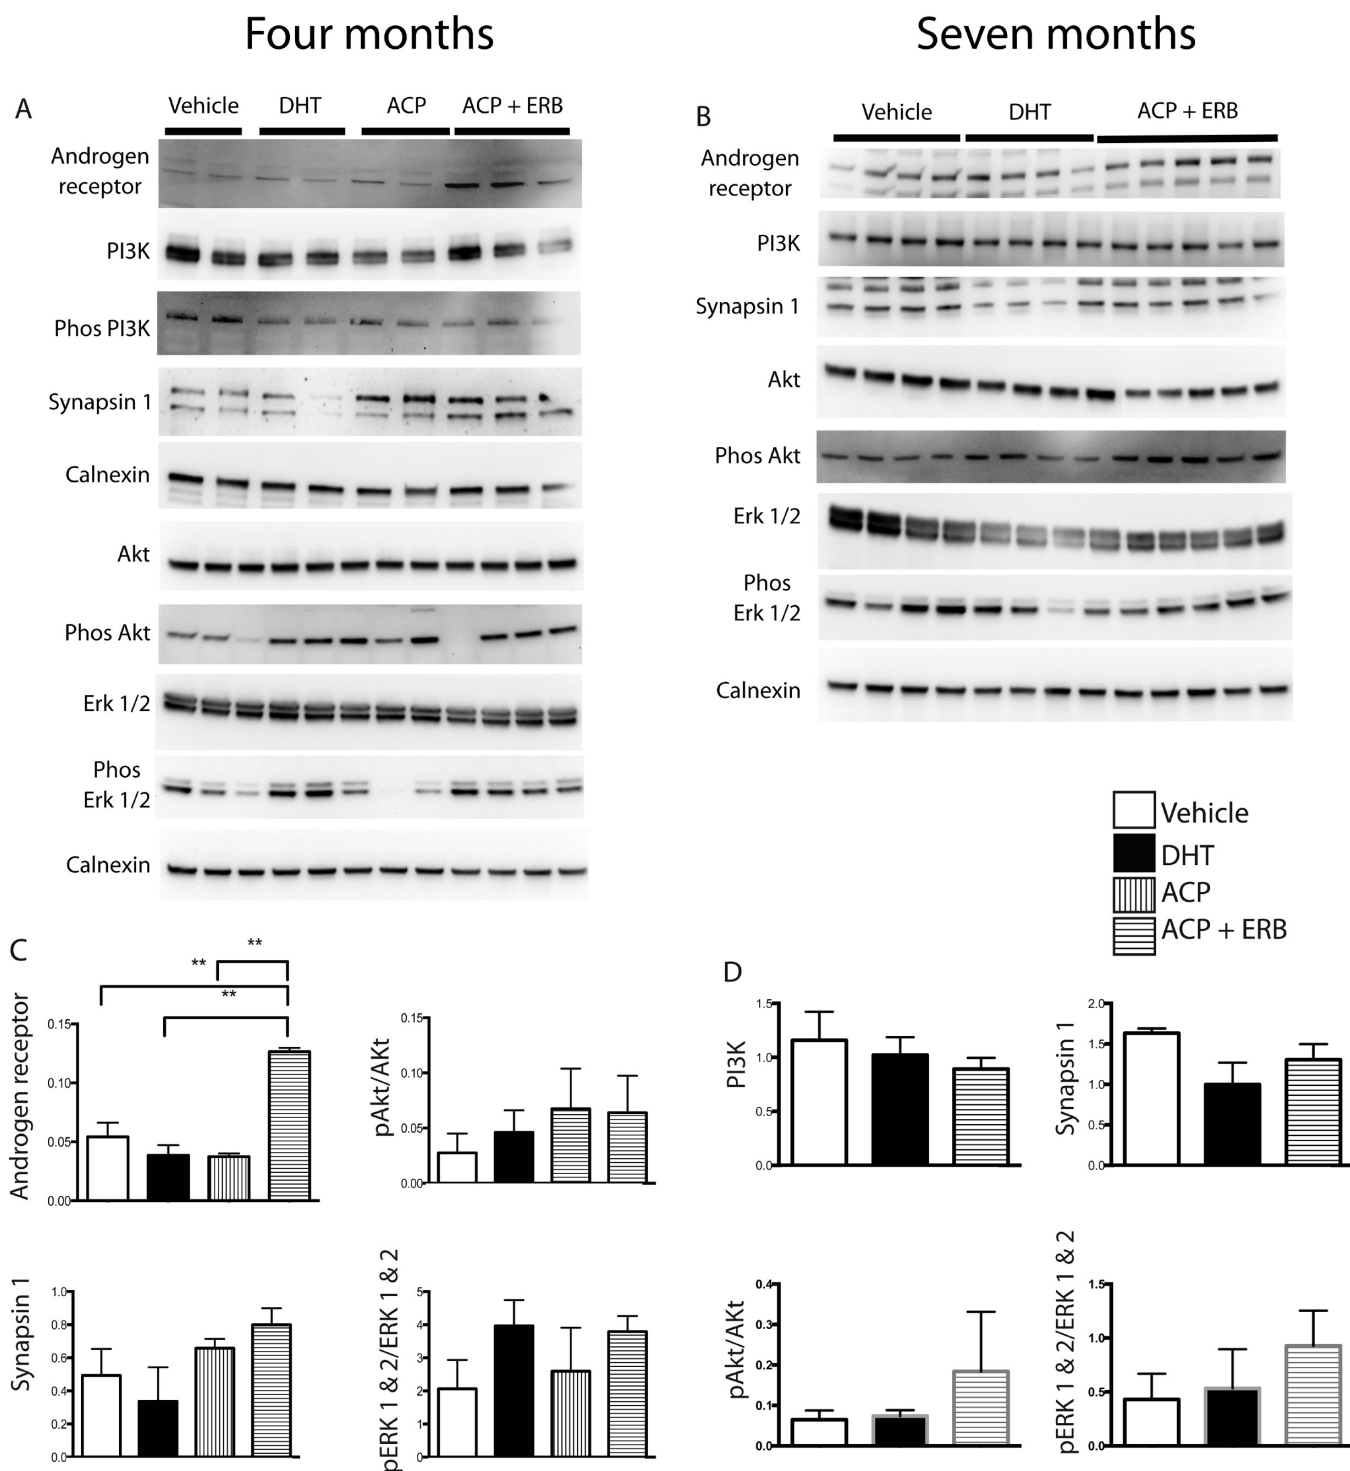 Four months
Seven months
A
Vehicle
DHT
ACP
ACP + ERB
Androgen
receptor
PI3K
Phos PI3K
Synapsin 1
Calnexin
Akt
Phos Akt
Erk 1/2
Phos
Erk 1/2
Calnexin
B
Vehicle
DHT
ACP + ERB
Androgen
receptor
PI3K
Synapsin 1
Akt
Phos Akt
Erk 1/2
Phos
Erk 1/2
Calnexin
Vehicle
DHT
ACP
ACP + ERB
C
**
**
**
Androgen receptor
0.15
0.10
0.05
0.00
pAkt/AKt
0.15
0.10
0.05
0.00
Synapsin 1
1.0
0.8
0.6
0.4
0.2
0.0
pERK 1 & 2/ERK 1 & 2
5
4
3
2
1
0
D
PI3K
1.5
1.0
0.5
0.0
Synapsin 1
2.0
1.5
1.0
0.5
0.0
pAkt/AKt
0.4
0.3
0.2
0.1
0.0
pERK 1 & 2/ERK 1 & 2
1.5
1.0
0.5
0.0